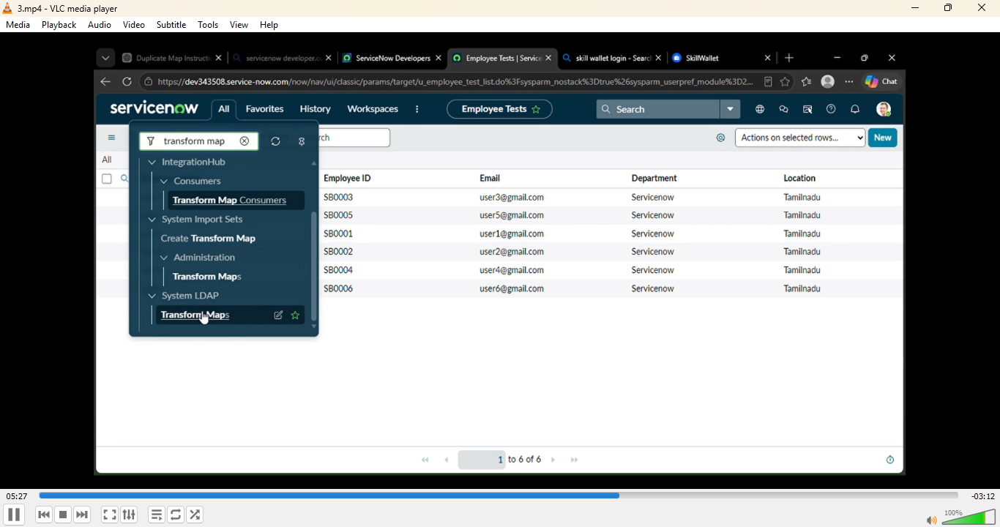 3.mp4 - VLC media player
Media Playback Audio Video Subtitle Tools View Help
Duplicate Map Instructi servicenow developer.c ServiceNow Developers Employee Tests | Service skill wallet login - Search SkillWallet
https://dev343508.service-now.com/now/nav/ui/classic/params/target/u_employee_test_list.do%3Fsysparm_nostack%3Dtrue%26sysparm_userpref_module%3D2... Chat
servicenow All Favorites History Workspaces Employee Tests Search
transform map rch Actions on selected rows... New
All
IntegrationHub
Consumers
Transform Map Consumers
System Import Sets
Create Transform Map
Administration
Transform Maps
System LDAP
Transform Maps
Employee ID Email Department Location
SB0003 user3@gmail.com Servicenow Tamilnadu
SB0005 user5@gmail.com Servicenow Tamilnadu
SB0001 user1@gmail.com Servicenow Tamilnadu
SB0002 user2@gmail.com Servicenow Tamilnadu
SB0004 user4@gmail.com Servicenow Tamilnadu
SB0006 user6@gmail.com Servicenow Tamilnadu
1 to 6 of 6
05:27 -03:12
100%